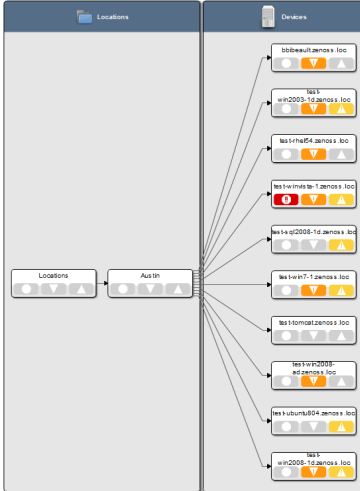 Locations
Devices
bbibeault.zenoss.loc
test-
win2003-1d.zenoss.loc
test-rhel54.zenoss.loc
test-winvista-1.zenoss.loc
test-sql2008-1d.zenoss.loc
Locations
Austin
test-win7-1.zenoss.loc
test-tomcat.zenoss.loc
test-win2008-
ad.zenoss.loc
test-ubuntu804.zenoss.loc
test-
win2008-1d.zenoss.loc